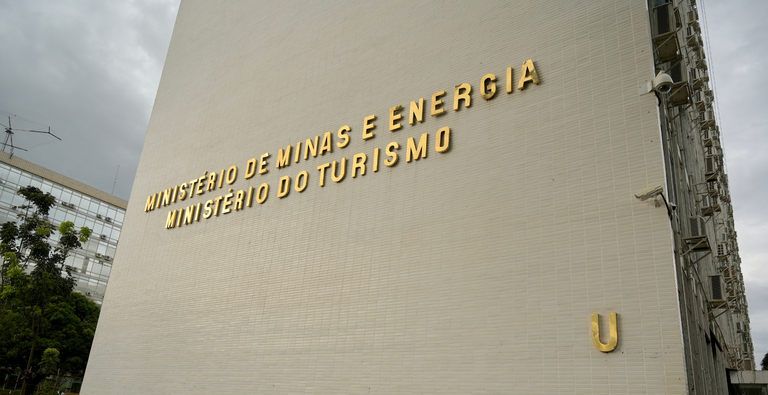 MINISTÉRIO DE MINAS E ENERGIA
MINISTÉRIO DO TURISMO
U